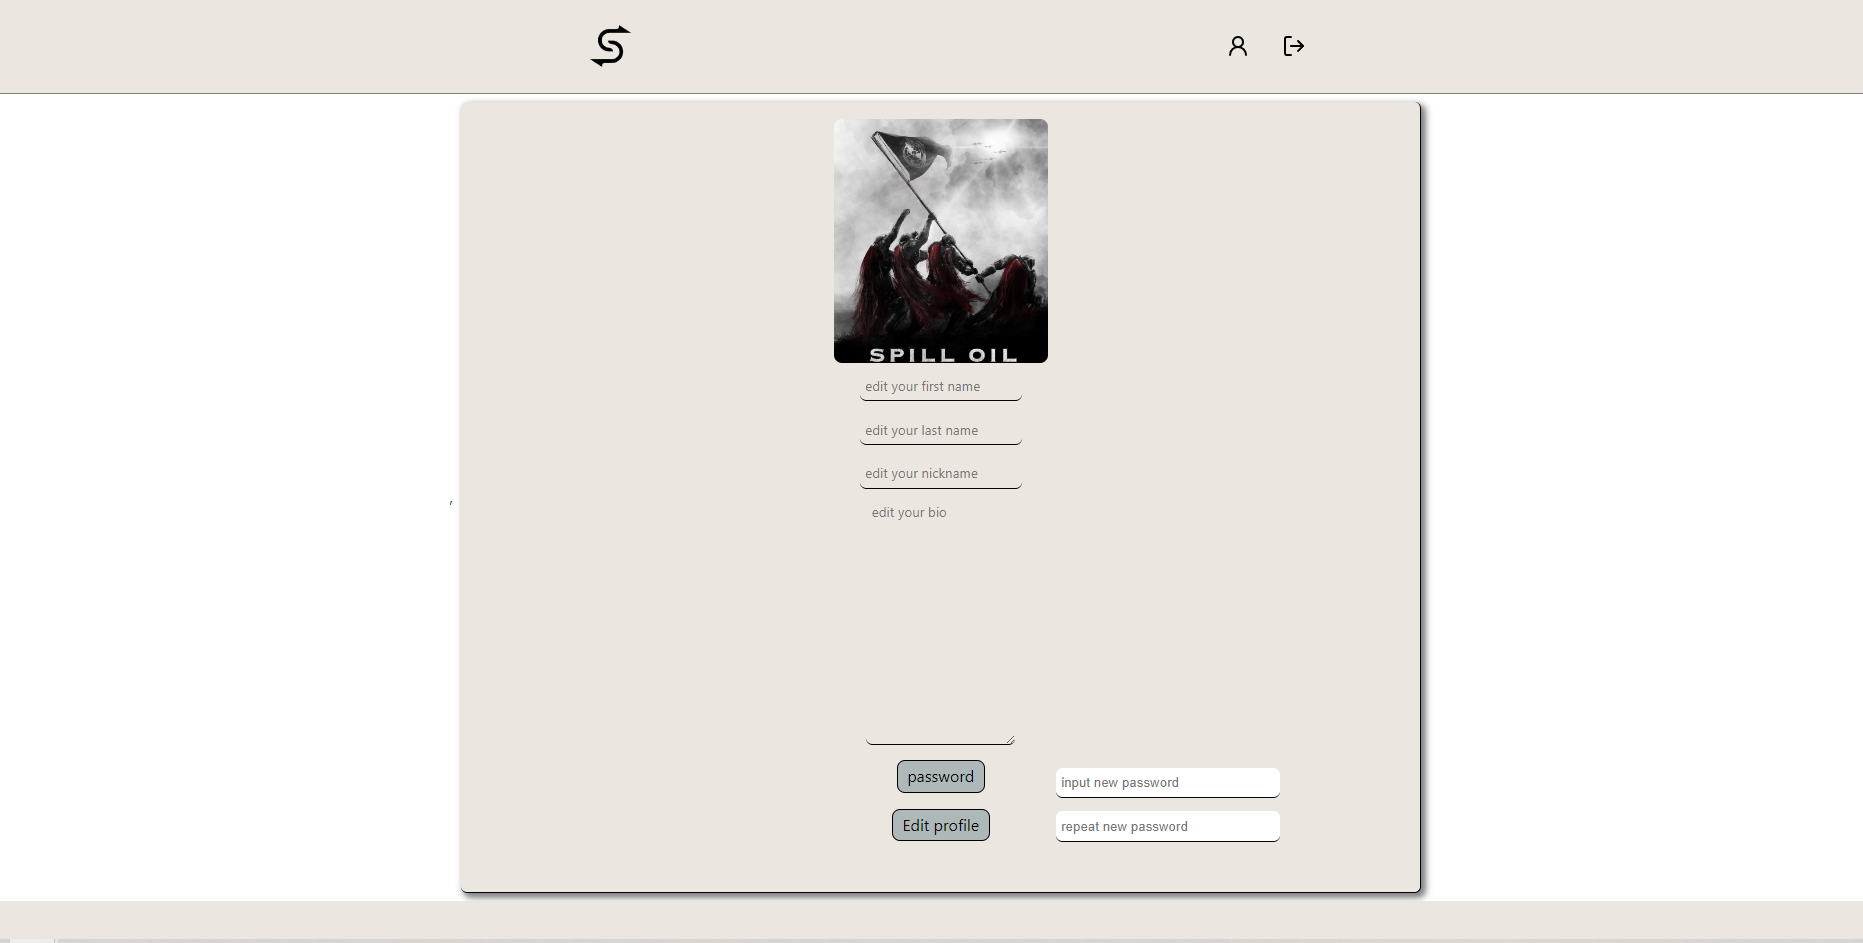 SPILL OIL
edit your first name
edit your last name
edit your nickname
,
edit your bio
password
input new password
Edit profile
repeat new password